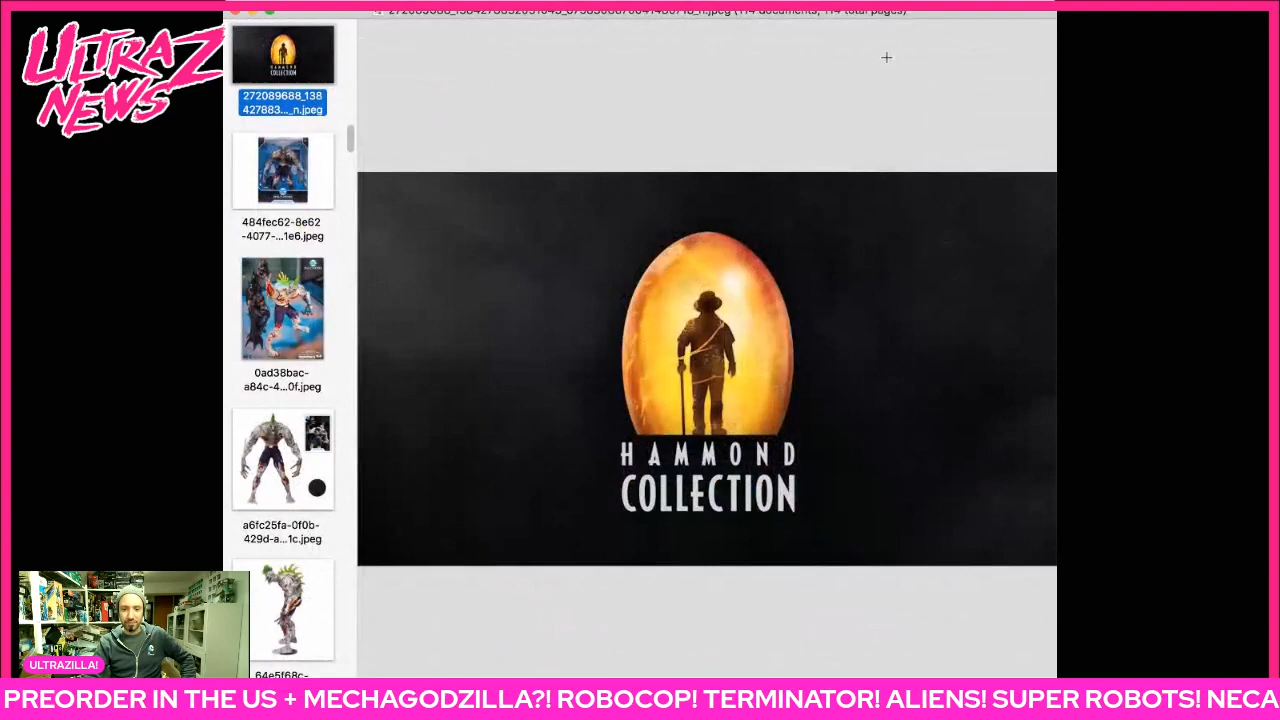 ULTRAZ
NEWS
272089688_138
427883..._n.jpeg
484fec62-8e62
-4077-...1e6.jpeg
0ad38bac-
a84c-4...0f.jpeg
a6fc25fa-0f0b-
429d-a...1c.jpeg
64e5f68c-
HAMMOND
COLLECTION
ULTRAZILLA!
PREORDER IN THE US + MECHAGODZILLA?! ROBOCOP! TERMINATOR! ALIENS! SUPER ROBOTS! NECA